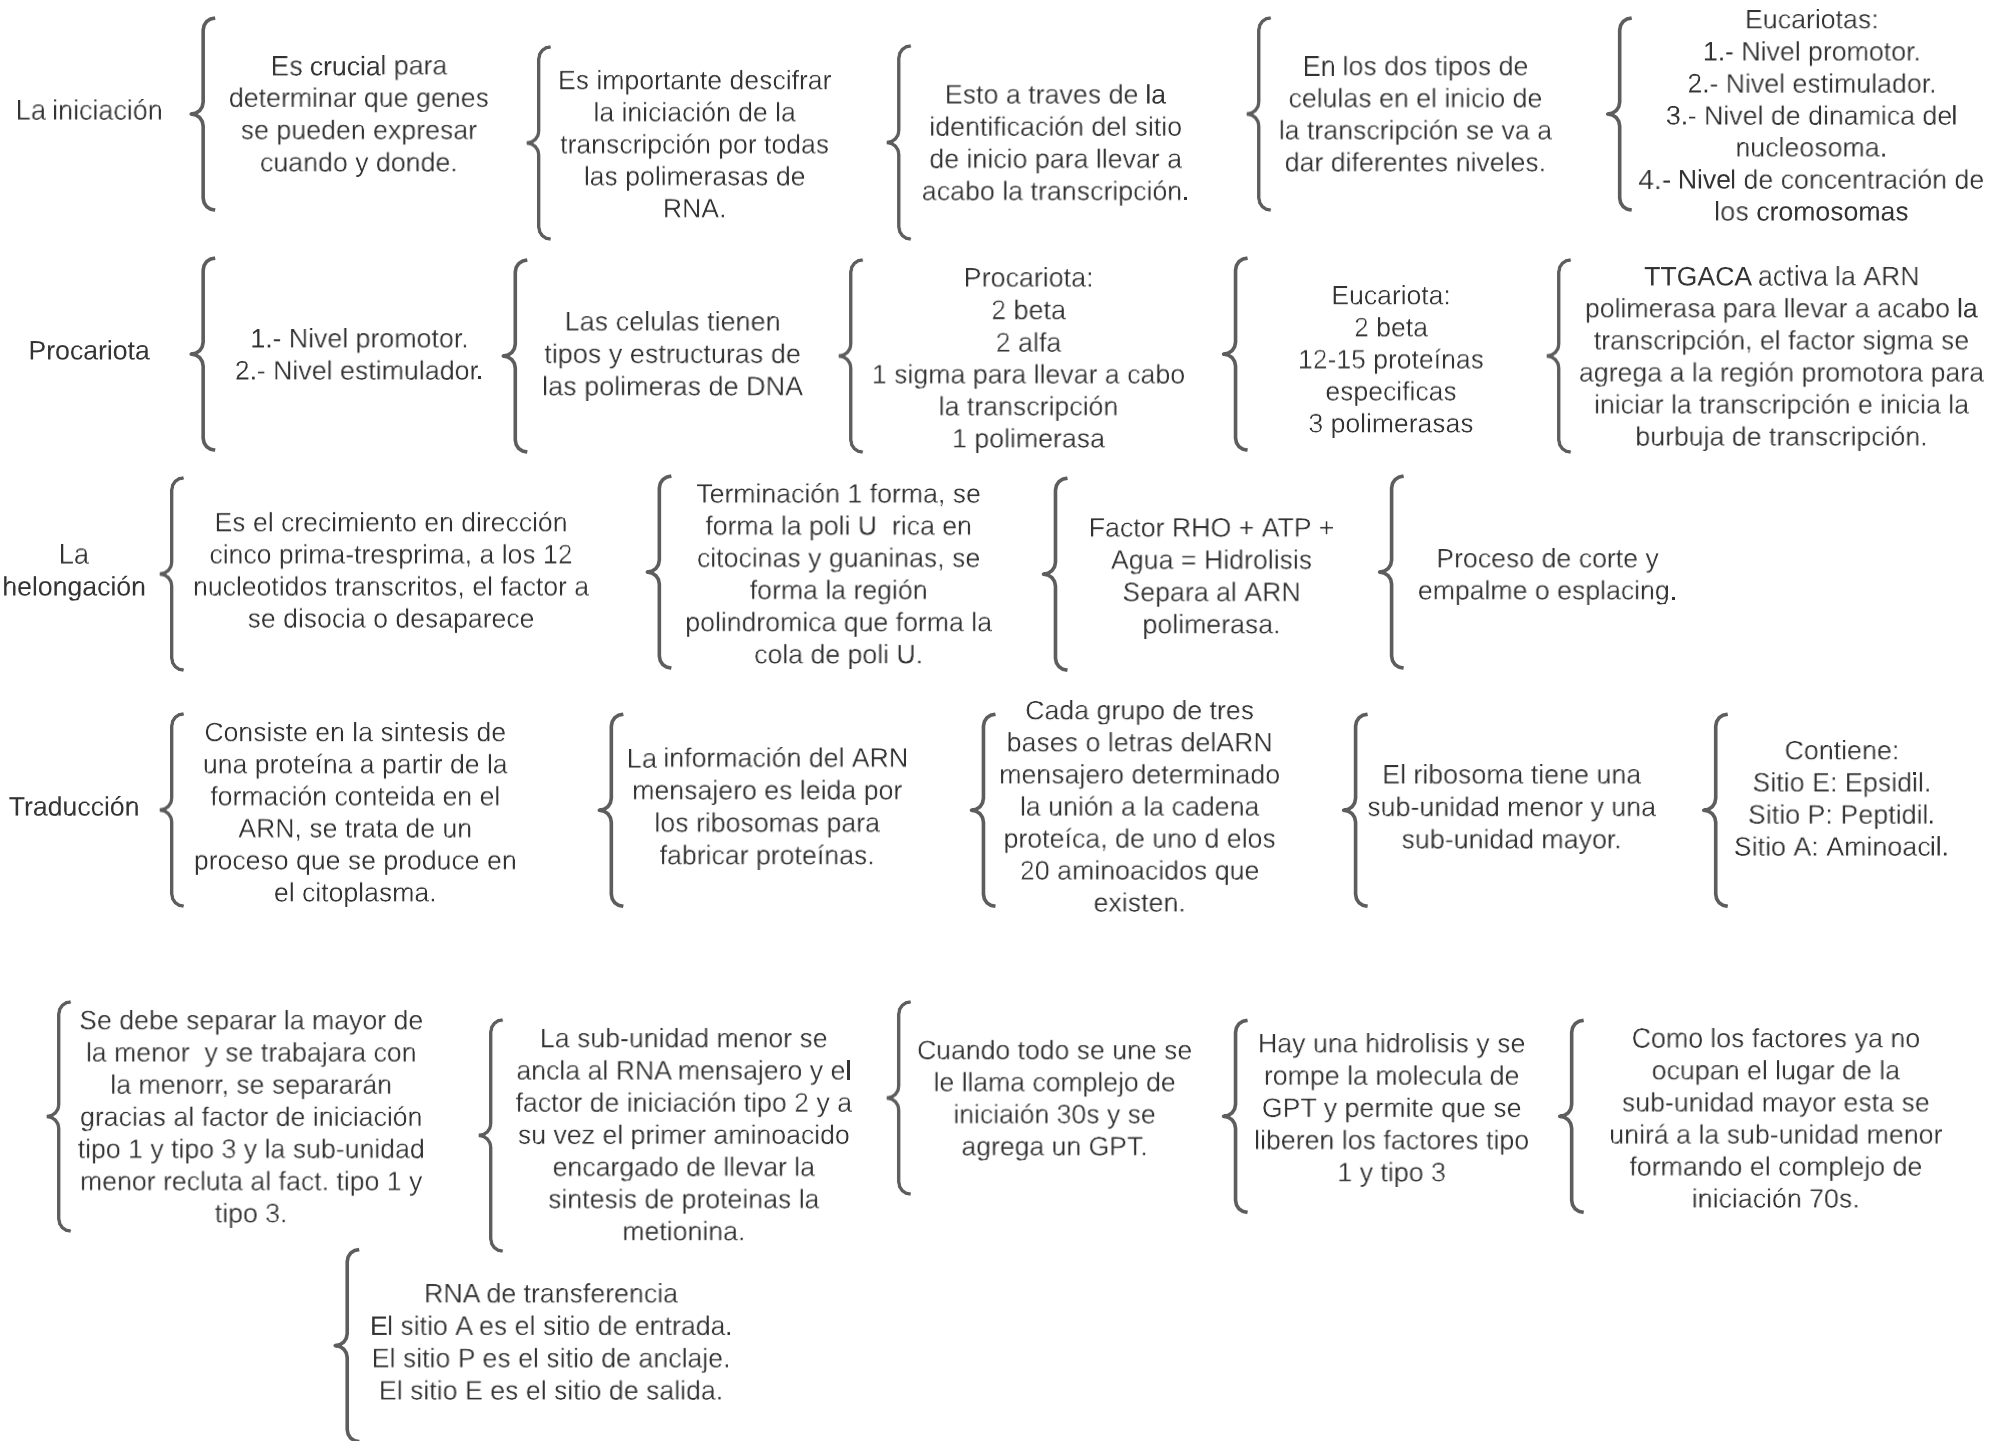 La iniciación
Es crucial para
determinar que genes
se pueden expresar
cuando y donde.
Es importante descifrar
la iniciación de la
transcripción por todas
las polimerasas de
RNA.
Esto a traves de la
identificación del sitio
de inicio para llevar a
acabo la transcripción.
En los dos tipos de
celulas en el inicio de
la transcripción se va a
dar diferentes niveles.
Eucariotas:
1.- Nivel promotor.
2.- Nivel estimulador.
3.- Nivel de dinamica del
nucleosoma.
4.- Nivel de concentración de
los cromosomas
Procariota
1.- Nivel promotor.
2.- Nivel estimulador.
Las celulas tienen
tipos y estructuras de
las polimeras de DNA
Procariota:
2 beta
2 alfa
1 sigma para llevar a cabo
la transcripción
1 polimerasa
Eucariota:
2 beta
12-15 proteínas
especificas
3 polimerasas
TTGACA activa la ARN
polimerasa para llevar a acabo la
transcripción, el factor sigma se
agrega a la región promotora para
iniciar la transcripción e inicia la
burbuja de transcripción.
La
helongación
Es el crecimiento en dirección
cinco prima-tresprima, a los 12
nucleotidos transcritos, el factor a
se disocia o desaparece
Terminación 1 forma, se
forma la poli U  rica en
citocinas y guaninas, se
forma la región
polindromica que forma la
cola de poli U.
Factor RHO + ATP +
Agua = Hidrolisis
Separa al ARN
polimerasa.
Proceso de corte y
empalme o esplacing.
Traducción
Consiste en la sintesis de
una proteína a partir de la
formación conteida en el
ARN, se trata de un
proceso que se produce en
el citoplasma.
La información del ARN
mensajero es leida por
los ribosomas para
fabricar proteínas.
Cada grupo de tres
bases o letras delARN
mensajero determinado
la unión a la cadena
proteíca, de uno d elos
20 aminoacidos que
existen.
El ribosoma tiene una
sub-unidad menor y una
sub-unidad mayor.
Contiene:
Sitio E: Epsidil.
Sitio P: Peptidil.
Sitio A: Aminoacil.
Se debe separar la mayor de
la menor  y se trabajara con
la menorr, se separarán
gracias al factor de iniciación
tipo 1 y tipo 3 y la sub-unidad
menor recluta al fact. tipo 1 y
tipo 3.
La sub-unidad menor se
ancla al RNA mensajero y el
factor de iniciación tipo 2 y a
su vez el primer aminoacido
encargado de llevar la
sintesis de proteinas la
metionina.
Cuando todo se une se
le llama complejo de
iniciaión 30s y se
agrega un GPT.
Hay una hidrolisis y se
rompe la molecula de
GPT y permite que se
liberen los factores tipo
1 y tipo 3
Como los factores ya no
ocupan el lugar de la
sub-unidad mayor esta se
unirá a la sub-unidad menor
formando el complejo de
iniciación 70s.
RNA de transferencia
El sitio A es el sitio de entrada.
El sitio P es el sitio de anclaje.
El sitio E es el sitio de salida.